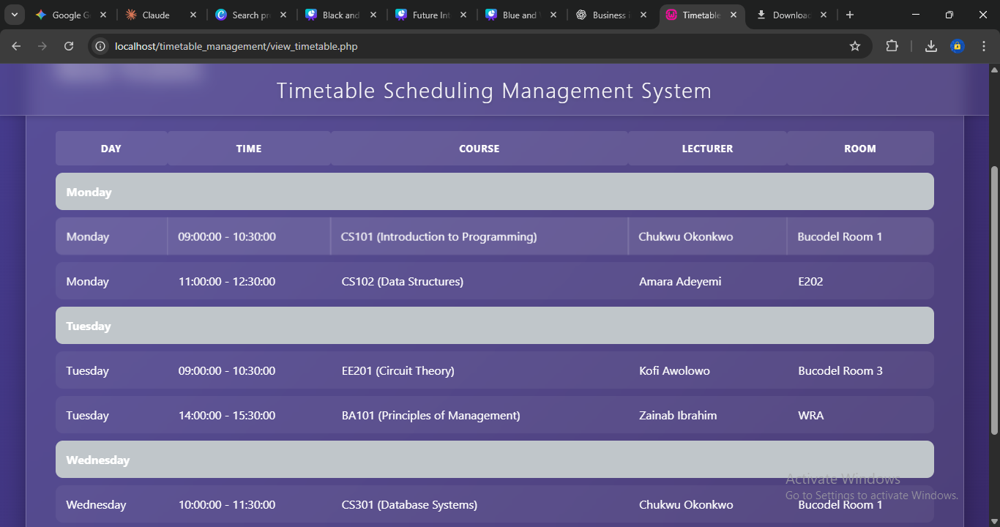 Google G
Claude
Search pr
Black and
Future Int
Blue and
Business i
Timetable
Downloac
localhost/timetable_management/view_timetable.php
Timetable Scheduling Management System
DAY TIME COURSE LECTURER ROOM
Monday
Monday 09:00:00 - 10:30:00 CS101 (Introduction to Programming) Chukwu Okonkwo Bucodel Room 1
Monday 11:00:00 - 12:30:00 CS102 (Data Structures) Amara Adeyemi E202
Tuesday
Tuesday 09:00:00 - 10:30:00 EE201 (Circuit Theory) Kofi Awolowo Bucodel Room 3
Tuesday 14:00:00 - 15:30:00 BA101 (Principles of Management) Zainab Ibrahim WRA
Wednesday
Wednesday 10:00:00 - 11:30:00 CS301 (Database Systems) Chukwu Okonkwo Bucodel Room 1
Activate Windows
Go to Settings to activate Windows.